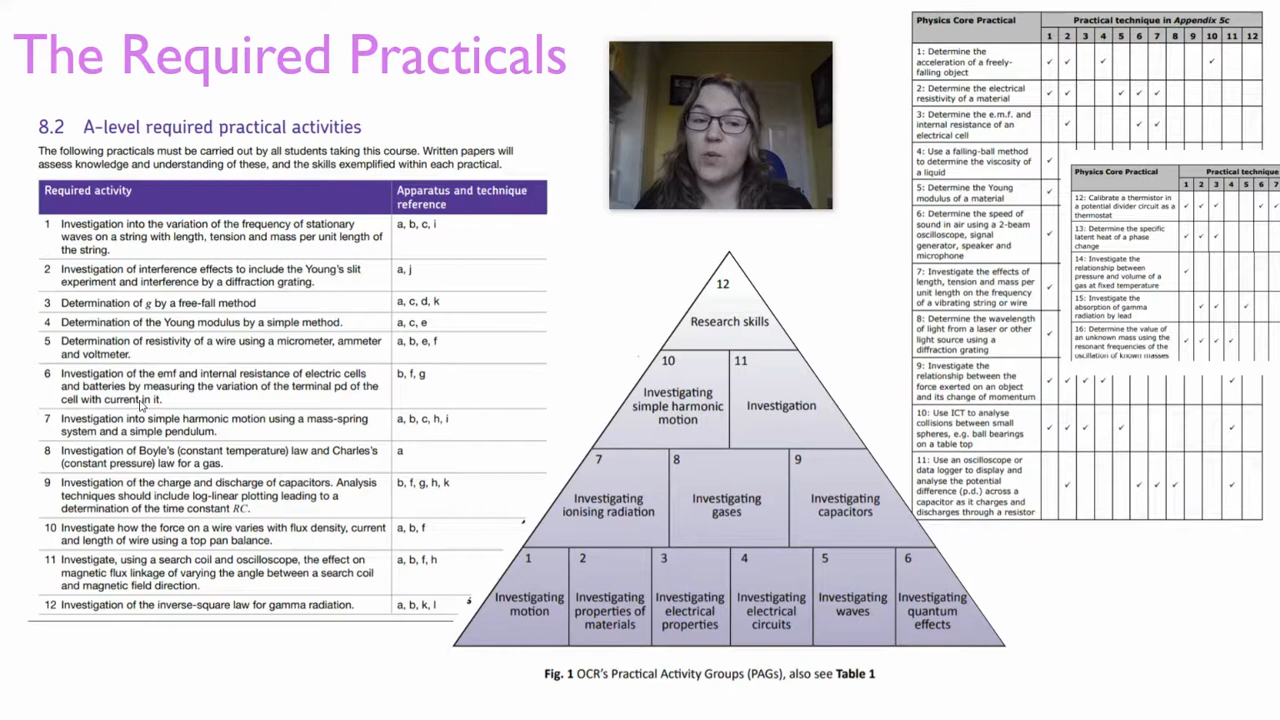 The Required Practicals
8.2 A-level required practical activities
The following practicals must be carried out by all students taking this course. Written papers will
assess knowledge and understanding of these, and the skills exemplified within each practical.
Required activity
Apparatus and technique
reference
1 Investigation into the variation of the frequency of stationary
waves on a string with length, tension and mass per unit length of
the string.
a, b, c, i
2 Investigation of interference effects to include the Young's slit
experiment and interference by a diffraction grating.
a, j
3 Determination of g by a free-fall method
a, c, d, k
4 Determination of the Young modulus by a simple method.
a, c, e
5 Determination of resistivity of a wire using a micrometer, ammeter
and voltmeter.
a, b, e, f
6 Investigation of the emf and internal resistance of electric cells
and batteries by measuring the variation of the terminal pd of the
cell with current in it.
b, f, g
7 Investigation into simple harmonic motion using a mass-spring
system and a simple pendulum.
a, b, c, h, i
8 Investigation of Boyle's (constant temperature) law and Charles's
(constant pressure) law for a gas.
a
9 Investigation of the charge and discharge of capacitors. Analysis
techniques should include log-linear plotting leading to a
determination of the time constant RC.
b, f, g, h, k
10 Investigate how the force on a wire varies with flux density, current
and length of wire using a top pan balance.
a, b, f
11 Investigate, using a search coil and oscilloscope, the effect on
magnetic flux linkage of varying the angle between a search coil
and magnetic field direction.
a, b, f, h
12 Investigation of the inverse-square law for gamma radiation.
a, b, k, l
12
Research skills
10
Investigating
simple harmonic
motion
11
Investigation
7
Investigating
ionising radiation
8
Investigating
gases
9
Investigating
capacitors
1
Investigating
motion
2
Investigating
properties of
materials
3
Investigating
electrical
properties
4
Investigating
electrical
circuits
5
Investigating
waves
6
Investigating
quantum
effects
Fig. 1 OCR's Practical Activity Groups (PAGs), also see Table 1
Physics Core Practical
Practical technique in Appendix 5c
1 2 3 4 5 6 7 8 9 10 11 12
1: Determine the
acceleration of a freely-
falling object
2: Determine the electrical
resistivity of a material
3: Determine the e.m.f. and
internal resistance of an
electrical cell
4: Use a falling-ball method
to determine the viscosity of
a liquid
5: Determine the Young
modulus of a material
6: Determine the speed of
sound in air using a 2-beam
oscilloscope, signal
generator, speaker and
microphone
7: Investigate the effects of
length, tension and mass
per unit length on the frequency
of a vibrating string or wire
8: Determine the wavelength
of light from a laser or other
light source using a
diffraction grating
9: Investigate the
relationship between the
force exerted on an object
and its change of momentum
10: Use ICT to analyse
collisions between small
spheres, e.g. ball bearings
on a table top
11: Use an oscilloscope or
data logger to display and
analyse the potential
difference (p.d.) across a
capacitor as it charges and
discharges through a resistor
Physics Core Practical
Practical technique
1 2 3 4 5 6 7
12: Calibrate a thermistor in
a potential divider circuit as a
thermostat
13: Determine the specific
latent heat of a phase
change
14: Investigate the
relationship between
pressure and volume of a
gas at fixed temperature
15: Investigate the
absorption of gamma
radiation by lead
16: Determine the value of
an unknown mass using the
resonant frequencies of the
oscillation of known masses